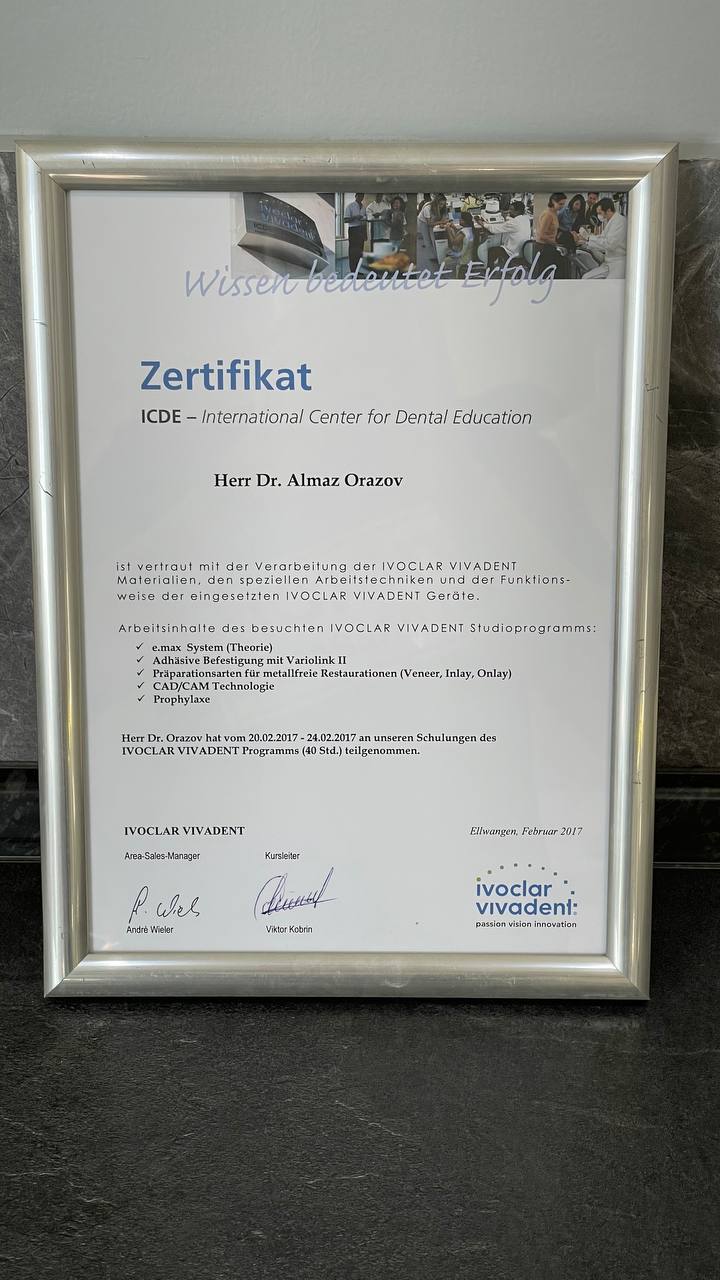 ivoclar
vivadent
ICDE
Wissen bedeutet Erfolg
Zertifikat
ICDE – International Center for Dental Education
Herr Dr. Almaz Orazov
ist vertraut mit der Verarbeitung der IVOCLAR VIVADENT
Materialien, den speziellen Arbeitstechniken und der Funktions-
weise der eingesetzten IVOCLAR VIVADENT Geräte.
Arbeitsinhalte des besuchten IVOCLAR VIVADENT Studioprogramms:
✓ e.max System (Theorie)
✓ Adhäsive Befestigung mit Variolink II
✓ Präparationsarten für metallfreie Restaurationen (Veneer, Inlay, Onlay)
✓ CAD/CAM Technologie
✓ Prophylaxe
Herr Dr. Orazov hat vom 20.02.2017 - 24.02.2017 an unseren Schulungen des
IVOCLAR VIVADENT Programms (40 Std.) teilgenommen.
IVOCLAR VIVADENT
Ellwangen, Februar 2017
Area-Sales-Manager
Kursleiter
André Wieler
Viktor Kobrin
ivoclar
vivadent:
passion vision innovation